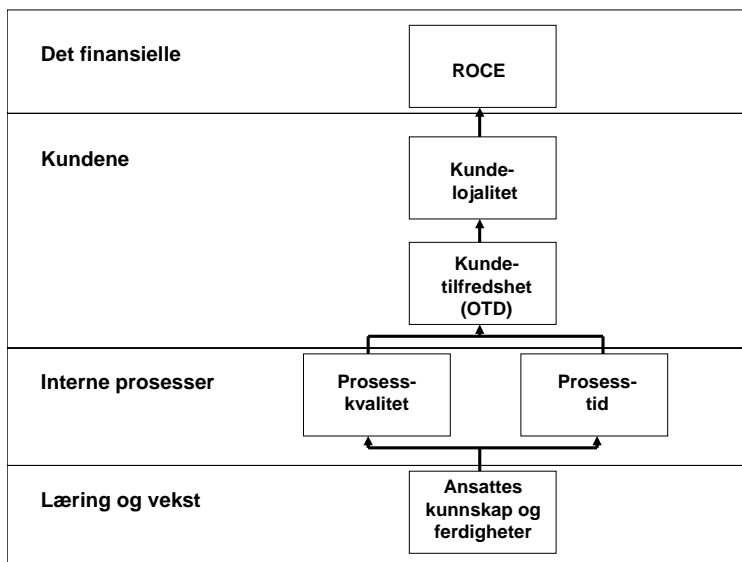 Det finansielle
ROCE
Kundene
Kunde-
lojalitet
Kunde-
tilfredshet
(OTD)
Interne prosesser
Prosess-
kvalitet
Prosess-
tid
Læring og vekst
Ansattes
kunnskap og
ferdigheter